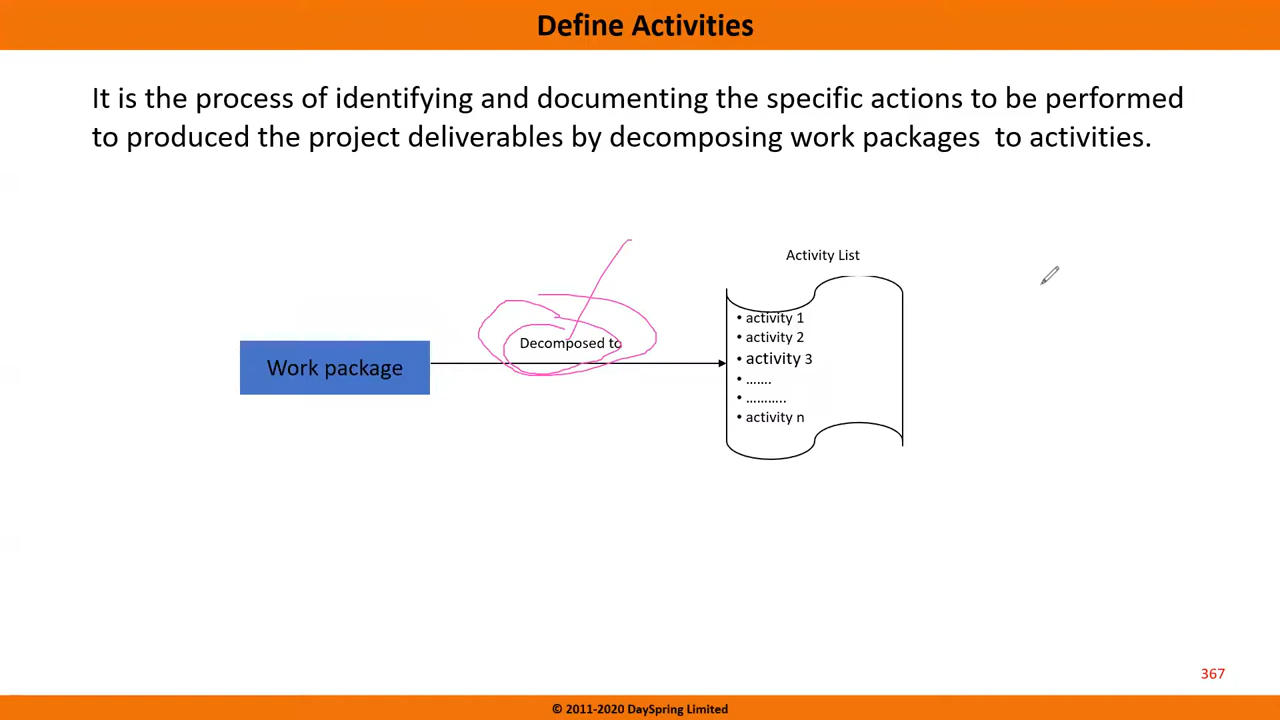 Define Activities
It is the process of identifying and documenting the specific actions to be performed
to produced the project deliverables by decomposing work packages  to activities.
Activity List
• activity 1
• activity 2
Decomposed to
• activity 3
Work package
• .......
• ...........
• activity n
367
© 2011-2020 DaySpring Limited